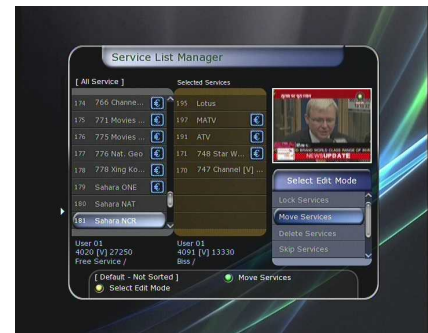 Service List Manager
[ All Service ]
Selected Services
174 766 Channe... €
175 771 Movies ... €
176 775 Movies ... €
177 776 Nat. Geo €
178 778 Xing Ko... €
179 Sahara ONE €
180 Sahara NAT
181 Sahara NCR
195 Lotus
197 MATV €
191 ATV €
171 748 Star W... €
170 747 Channel [V] ...
NEWSUPDATE
Select Edit Mode
Lock Services
Move Services
Delete Services
Skip Services
User 01
4020 [V] 27250
Free Service /
User 01
4091 [V] 13330
Biss /
[ Default - Not Sorted ]
Move Services
Select Edit Mode